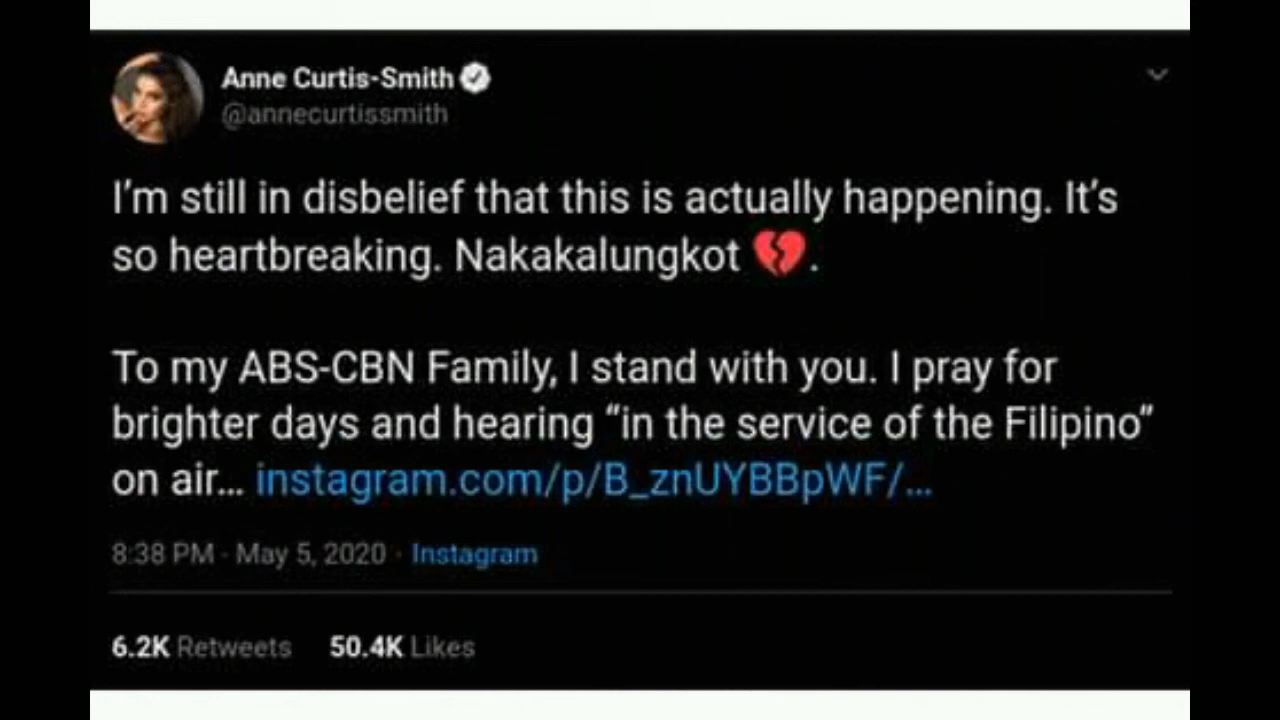 Anne Curtis-Smith
@annecurtissmith
I'm still in disbelief that this is actually happening. It's
so heartbreaking. Nakakalungkot 💔.
To my ABS-CBN Family, I stand with you. I pray for
brighter days and hearing “in the service of the Filipino”
on air... instagram.com/p/B_znUYBBpWF/...
8:38 PM · May 5, 2020 · Instagram
6.2K Retweets 50.4K Likes